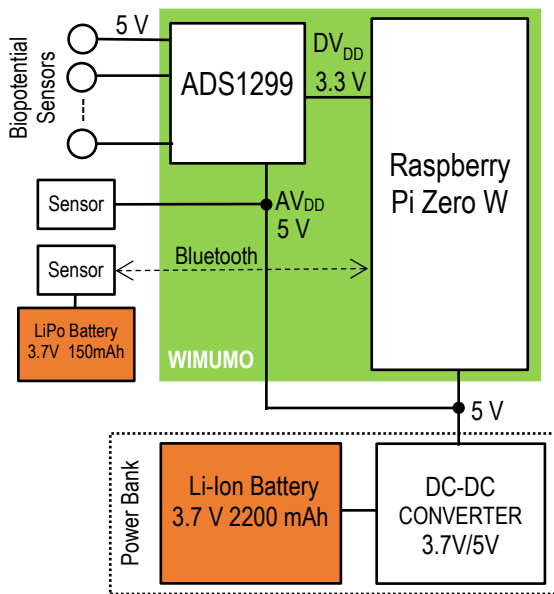 5 V
Biopotential
Sensors
ADS1299
DVDD
3.3 V
Raspberry
Pi Zero W
Sensor
AVDD
5 V
Bluetooth
Sensor
LiPo Battery
3.7V 150mAh
WIMUMO
5 V
Power Bank
Li-Ion Battery
3.7 V 2200 mAh
DC-DC
CONVERTER
3.7V/5V